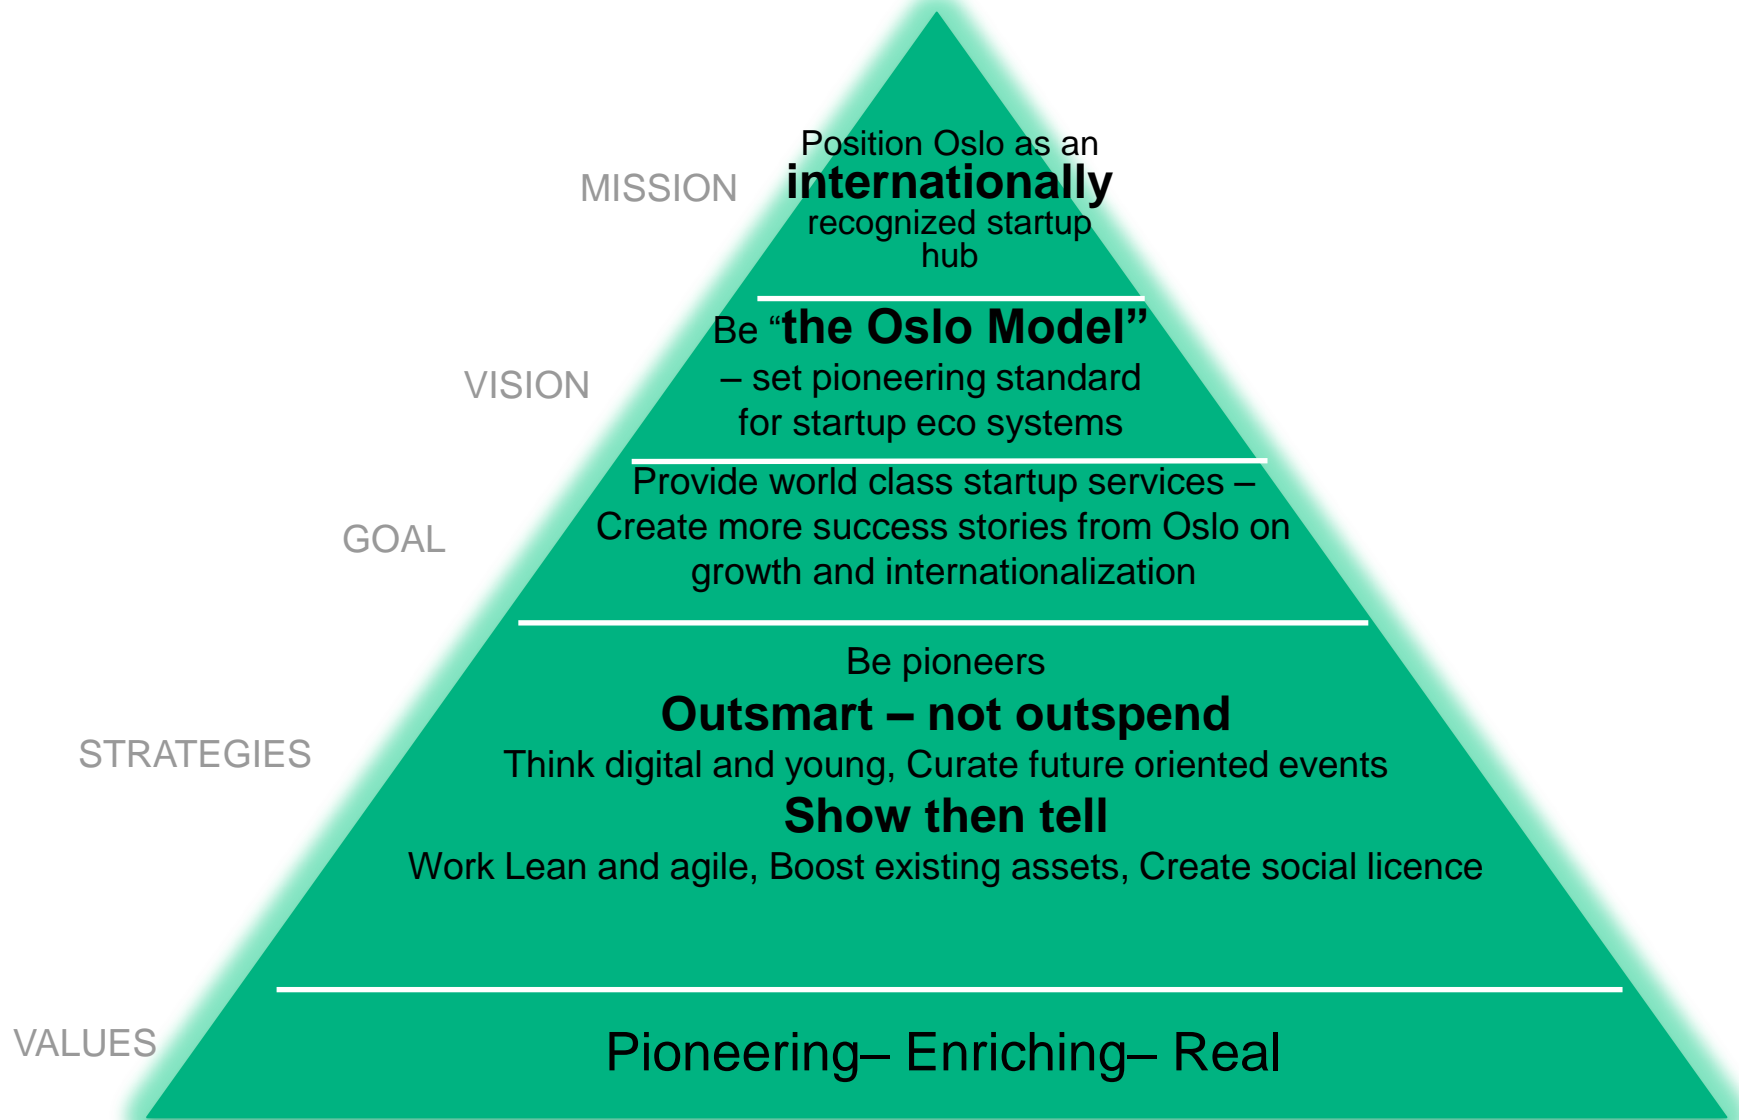 MISSION
Position Oslo as an
internationally
recognized startup
hub
VISION
Be “the Oslo Model”
– set pioneering standard
for startup eco systems
GOAL
Provide world class startup services –
Create more success stories from Oslo on
growth and internationalization
STRATEGIES
Be pioneers
Outsmart – not outspend
Think digital and young, Curate future oriented events
Show then tell
Work Lean and agile, Boost existing assets, Create social licence
VALUES
Pioneering– Enriching– Real